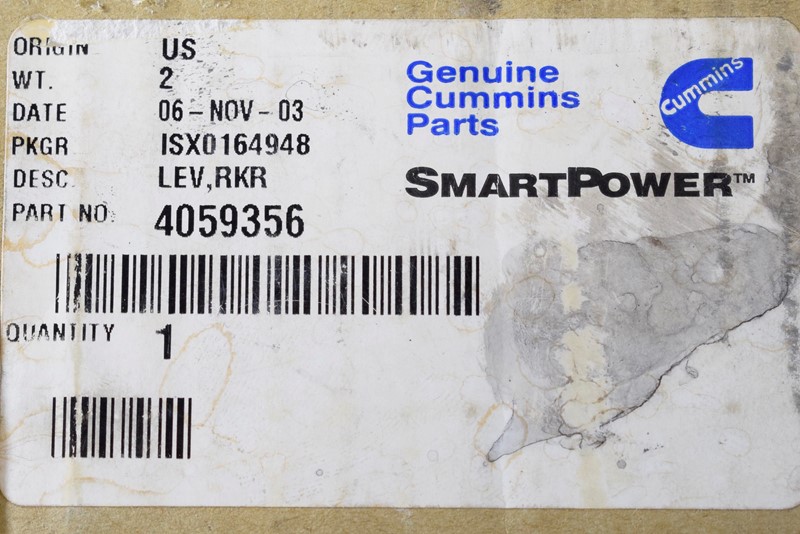 ORIGIN US
WT. 2
DATE 06-NOV-03
PKGR ISX0164948
DESC LEV,RKR
PART NO. 4059356
QUANTITY 1
Genuine
Cummins
Parts
Cummins
SMARTPOWER™